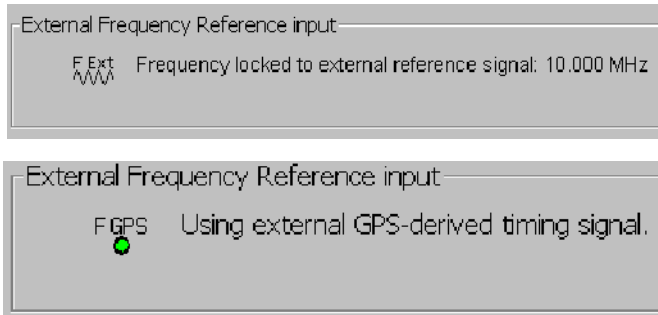 External Frequency Reference input
F Ext Frequency locked to external reference signal: 10.000 MHz
External Frequency Reference input
F GPS Using external GPS-derived timing signal.